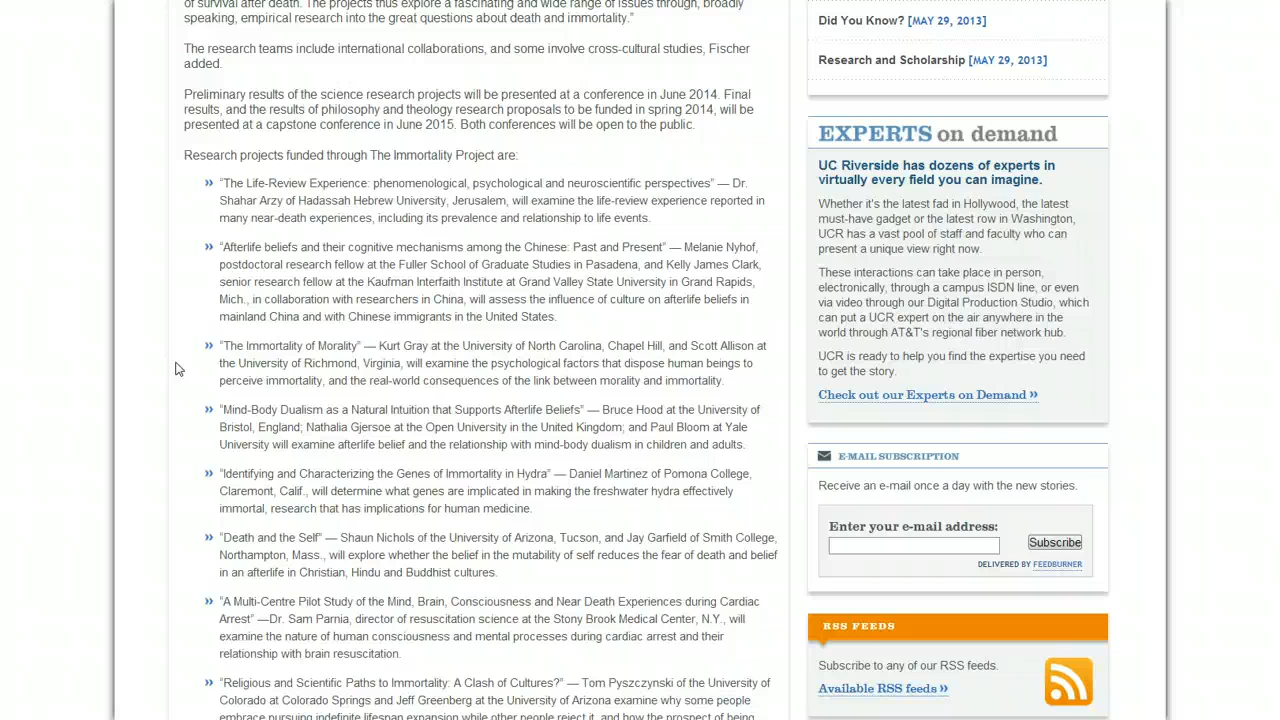 of survival after death. The projects thus explore a fascinating and wide range of issues through, broadly
speaking, empirical research into the great questions about death and immortality.”
The research teams include international collaborations, and some involve cross-cultural studies, Fischer
added.
Preliminary results of the science research projects will be presented at a conference in June 2014. Final
results, and the results of philosophy and theology research proposals to be funded in spring 2014, will be
presented at a capstone conference in June 2015. Both conferences will be open to the public.
Research projects funded through The Immortality Project are:
» “The Life-Review Experience: phenomenological, psychological and neuroscientific perspectives” — Dr.
Shahar Arzy of Hadassah Hebrew University, Jerusalem, will examine the life-review experience reported in
many near-death experiences, including its prevalence and relationship to life events.
» “Afterlife beliefs and their cognitive mechanisms among the Chinese: Past and Present” — Melanie Nyhof,
postdoctoral research fellow at the Fuller School of Graduate Studies in Pasadena, and Kelly James Clark,
senior research fellow at the Kaufman Interfaith Institute at Grand Valley State University in Grand Rapids,
Mich., in collaboration with researchers in China, will assess the influence of culture on afterlife beliefs in
mainland China and with Chinese immigrants in the United States.
» “The Immortality of Morality” — Kurt Gray at the University of North Carolina, Chapel Hill, and Scott Allison at
the University of Richmond, Virginia, will examine the psychological factors that dispose human beings to
perceive immortality, and the real-world consequences of the link between morality and immortality.
» “Mind-Body Dualism as a Natural Intuition that Supports Afterlife Beliefs” — Bruce Hood at the University of
Bristol, England; Nathalia Gjersoe at the Open University in the United Kingdom; and Paul Bloom at Yale
University will examine afterlife belief and the relationship with mind-body dualism in children and adults.
» “Identifying and Characterizing the Genes of Immortality in Hydra” — Daniel Martinez of Pomona College,
Claremont, Calif., will determine what genes are implicated in making the freshwater hydra effectively
immortal, research that has implications for human medicine.
» “Death and the Self” — Shaun Nichols of the University of Arizona, Tucson, and Jay Garfield of Smith College,
Northampton, Mass., will explore whether the belief in the mutability of self reduces the fear of death and belief
in an afterlife in Christian, Hindu and Buddhist cultures.
» “A Multi-Centre Pilot Study of the Mind, Brain, Consciousness and Near Death Experiences during Cardiac
Arrest” —Dr. Sam Parnia, director of resuscitation science at the Stony Brook Medical Center, N.Y., will
examine the nature of human consciousness and mental processes during cardiac arrest and their
relationship with brain resuscitation.
» “Religious and Scientific Paths to Immortality: A Clash of Cultures?” — Tom Pyszczynski of the University of
Colorado at Colorado Springs and Jeff Greenberg at the University of Arizona examine why some people
embrace pursuing indefinite lifespan expansion while other people reject it, and how the prospect of being
Did You Know? [MAY 29, 2013]
Research and Scholarship [MAY 29, 2013]
EXPERTS on demand
UC Riverside has dozens of experts in
virtually every field you can imagine.
Whether it's the latest fad in Hollywood, the latest
must-have gadget or the latest row in Washington,
UCR has a vast pool of staff and faculty who can
present a unique view right now.
These interactions can take place in person,
electronically, through a campus ISDN line, or even
via video through our Digital Production Studio, which
can put a UCR expert on the air anywhere in the
world through AT&T's regional fiber network hub.
UCR is ready to help you find the expertise you need
to get the story.
Check out our Experts on Demand »
E-MAIL SUBSCRIPTION
Receive an e-mail once a day with the new stories.
Enter your e-mail address:
Subscribe
DELIVERED BY FEEDBURNER
RSS FEEDS
Subscribe to any of our RSS feeds.
Available RSS feeds »